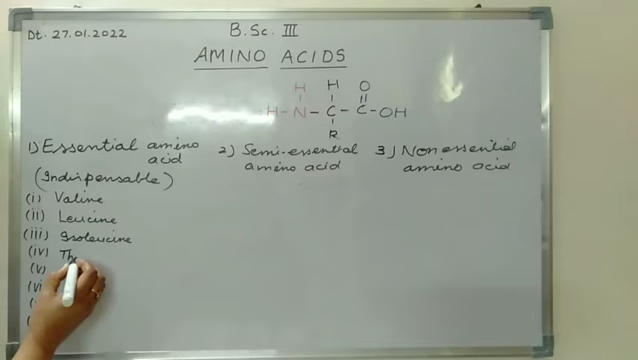 Dt. 27.01.2022
B.Sc. III
AMINO ACIDS
H H O
H - N - C - C - OH
R
1) Essential amino acid
(Indispensable)
(i) Valine
(ii) Leucine
(iii) Isoleucine
(iv) Th
(v)
(vi
2) Semi-essential
amino acid
3) Non essential
amino acid